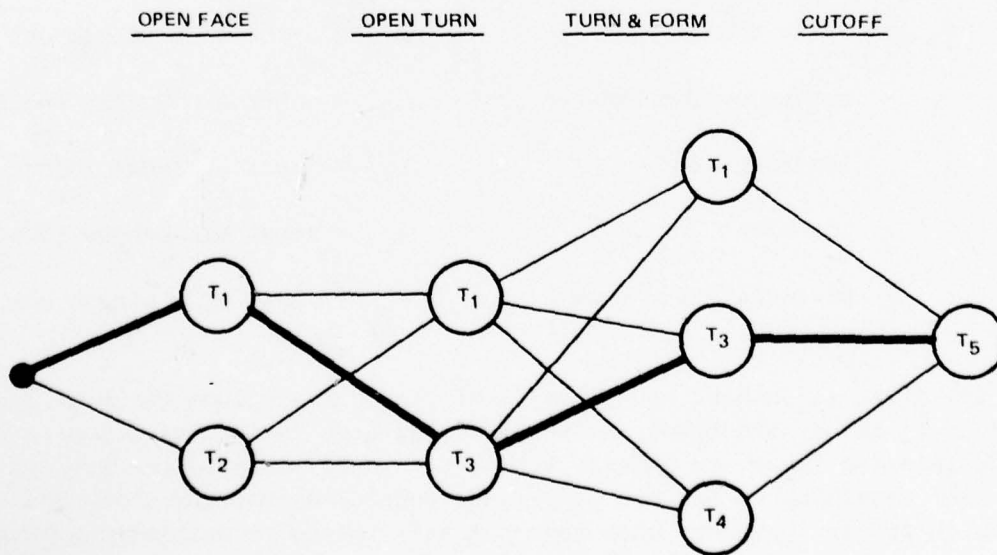 OPEN FACE OPEN TURN TURN & FORM CUTOFF
T1
T1 T1
T3 T5
T2 T3
T4